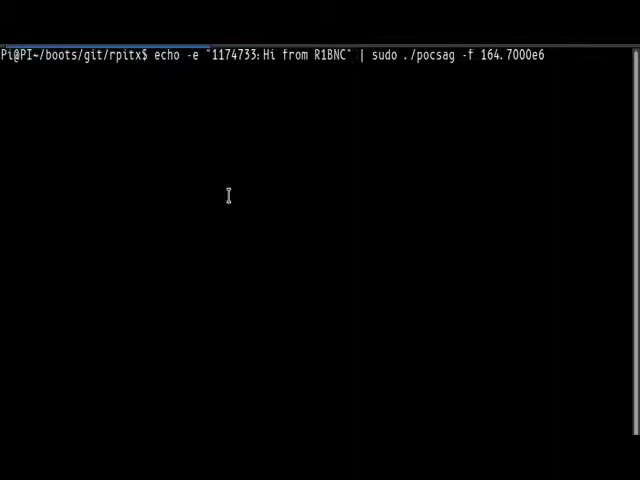 Pi@PI~/boots/git/rpitx$ echo -e "1174733:Hi from R1BNC" | sudo ./pocsag -f 164.7000e6